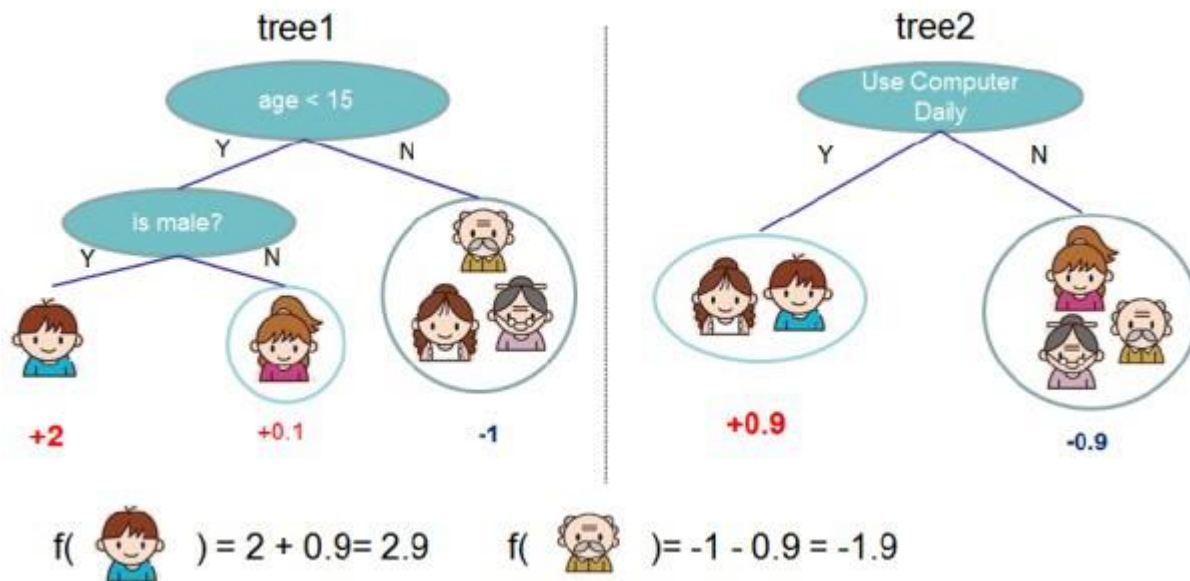 tree1
age < 15
Y
N
is male?
Y
N
+2
+0.1
-1
tree2
Use Computer
Daily
Y
N
+0.9
-0.9
f( ) = 2 + 0.9= 2.9
f( )= -1 - 0.9 = -1.9